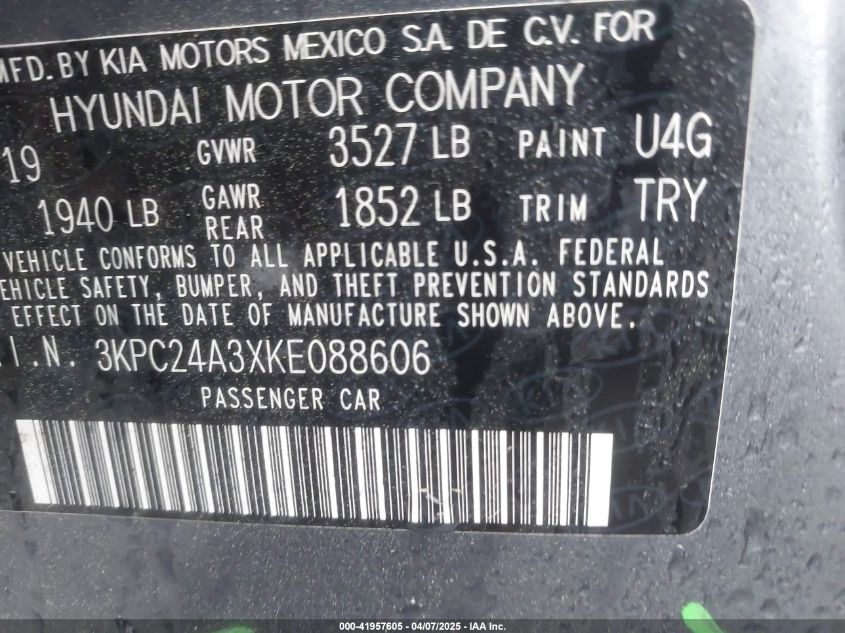 MFD. BY KIA MOTORS MEXICO S.A. DE C.V. FOR
HYUNDAI MOTOR COMPANY
19 GVWR 3527 LB PAINT U4G
1940 LB GAWR REAR 1852 LB TRIM TRY
VEHICLE CONFORMS TO ALL APPLICABLE U.S.A. FEDERAL
VEHICLE SAFETY, BUMPER, AND THEFT PREVENTION STANDARDS
EFFECT ON THE DATE OF MANUFACTURE SHOWN ABOVE.
.I.N. 3KPC24A3XKE088606
PASSENGER CAR
000-41957605 - 04/07/2025 - IAA Inc.